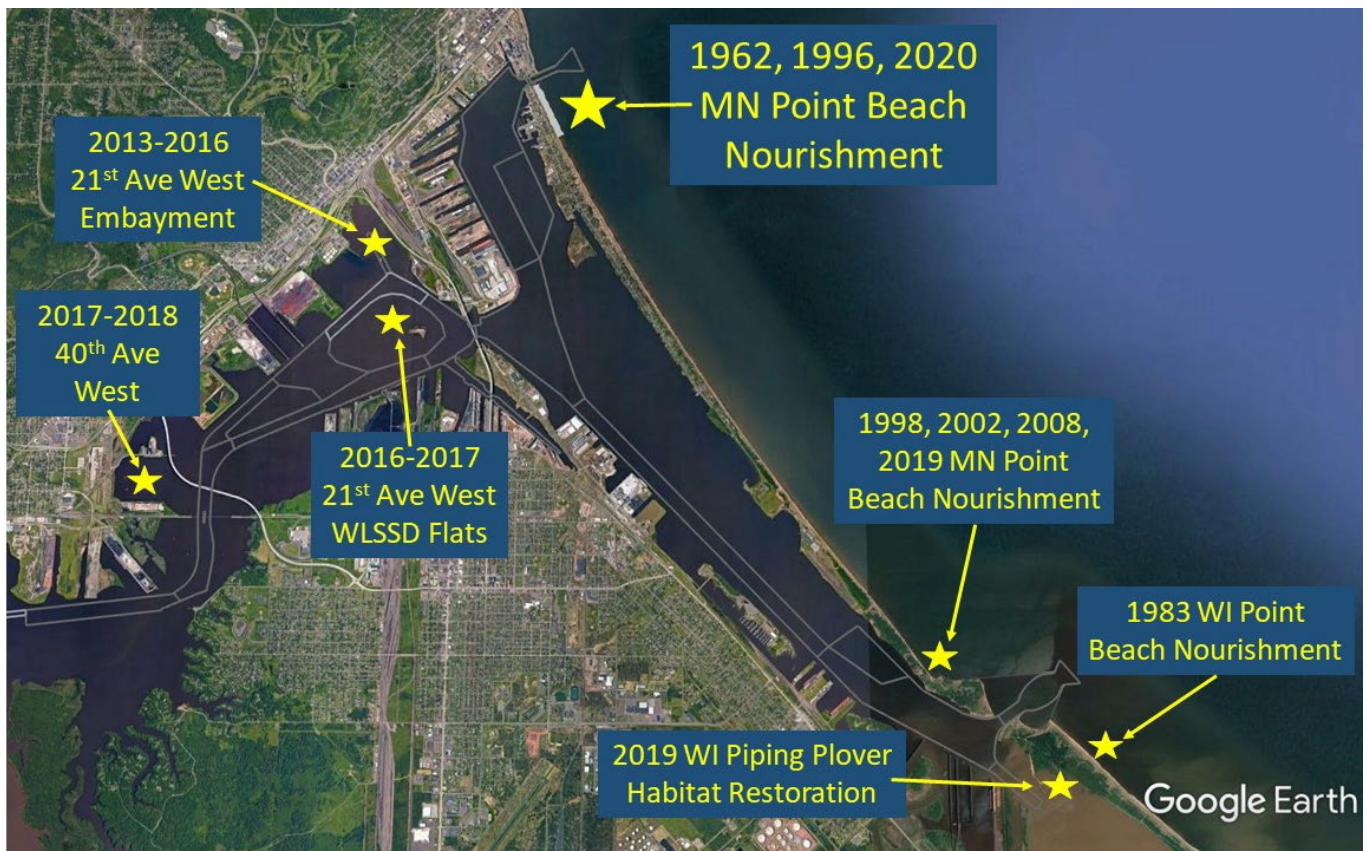 1962, 1996, 2020
MN Point Beach
Nourishment
2013-2016
21st Ave West
Embayment
2017-2018
40th Ave
West
2016-2017
21st Ave West
WLSSD Flats
1998, 2002, 2008,
2019 MN Point
Beach Nourishment
1983 WI Point
Beach Nourishment
2019 WI Piping Plover
Habitat Restoration
Google Earth